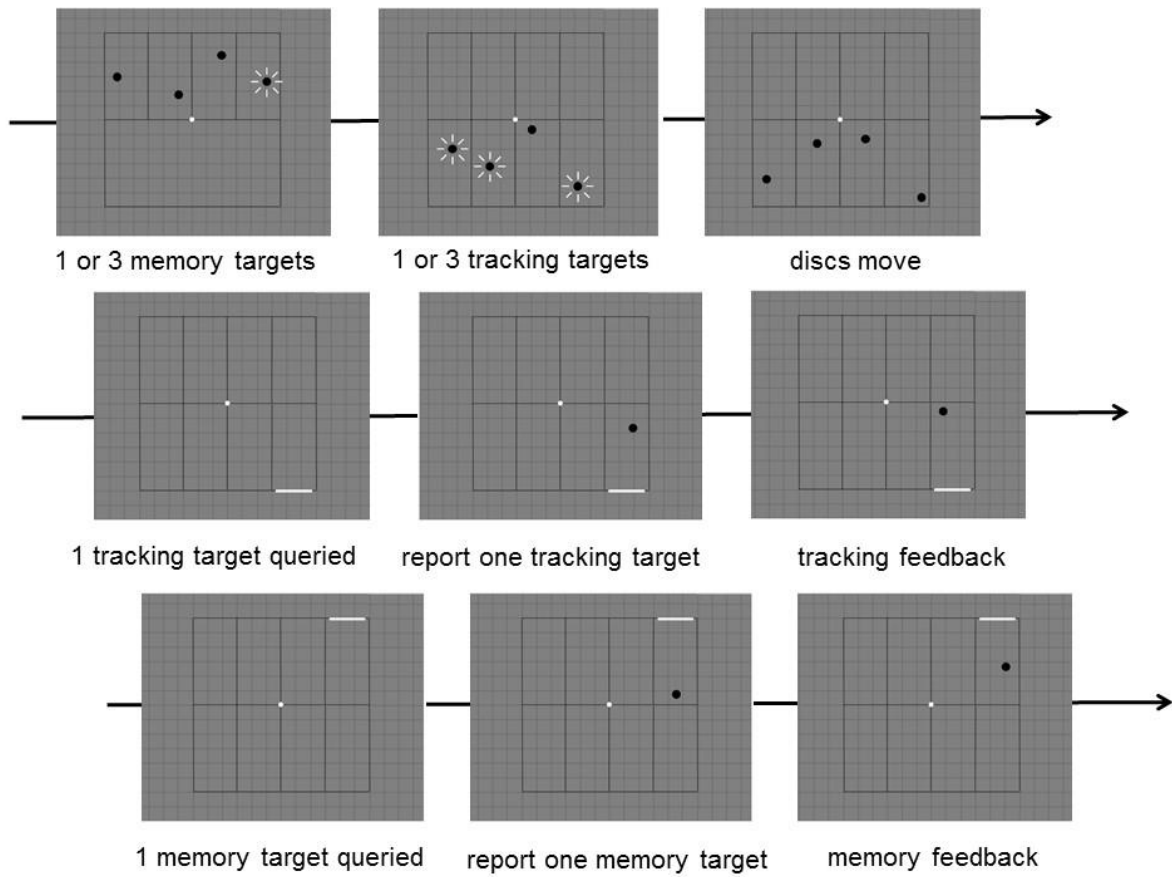 1 or 3 memory targets
1 or 3 tracking targets
discs move
1 tracking target queried
report one tracking target
tracking feedback
1 memory target queried
report one memory target
memory feedback